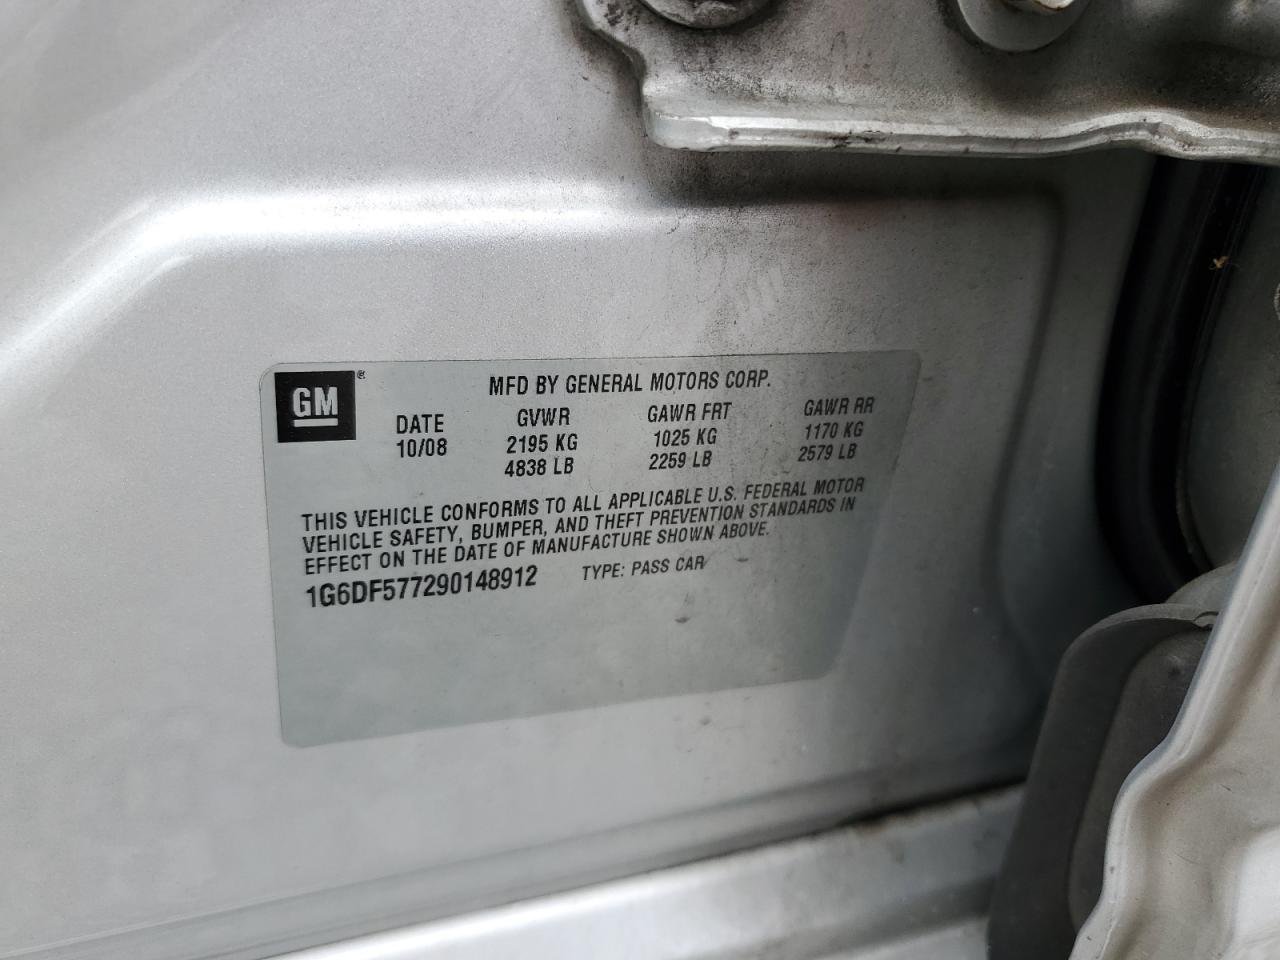 GM®
MFD BY GENERAL MOTORS CORP.
DATE GVWR GAWR FRT GAWR RR
10/08 2195 KG 1025 KG 1170 KG
4838 LB 2259 LB 2579 LB
THIS VEHICLE CONFORMS TO ALL APPLICABLE U.S. FEDERAL MOTOR
VEHICLE SAFETY, BUMPER, AND THEFT PREVENTION STANDARDS IN
EFFECT ON THE DATE OF MANUFACTURE SHOWN ABOVE.
1G6DF577290148912 TYPE: PASS CAR